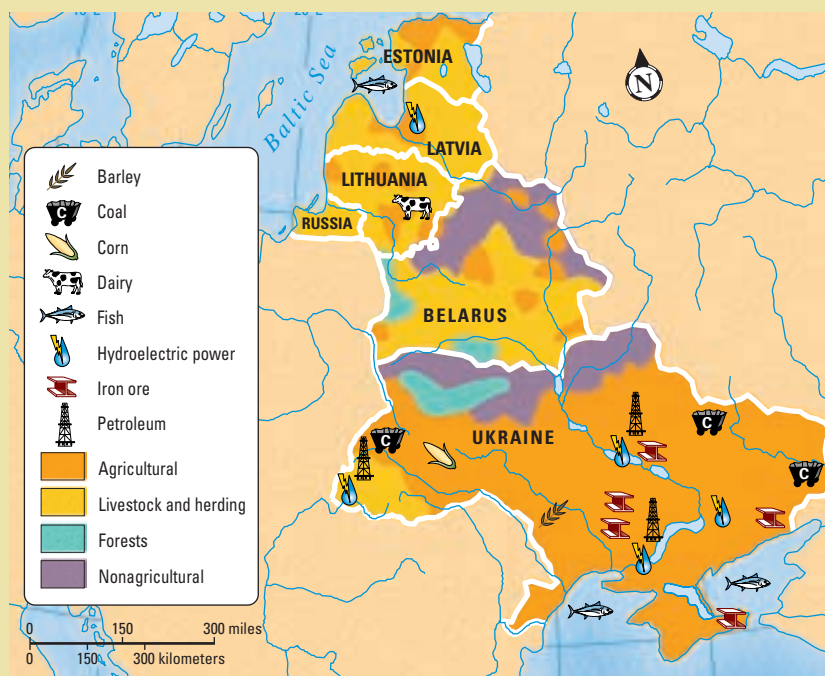 Baltic Sea
ESTONIA
N
LATVIA
LITHUANIA
RUSSIA
BELARUS
UKRAINE
Barley
C Coal
Corn
Dairy
Fish
Hydroelectric power
Iron ore
Petroleum
Agricultural
Livestock and herding
Forests
Nonagricultural
C
C
C
0 150 300 miles
0 150 300 kilometers